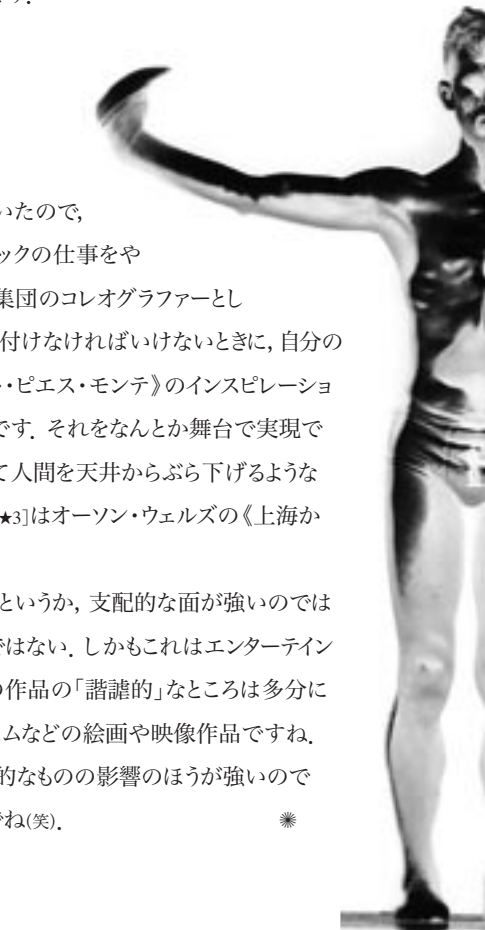 いたので，
ックの仕事をや
集団のコレオグラファーとし
付けなければいけないときに，自分の
・ピエス・モンテ》のインスピレーショ
です．それをなんとか舞台で実現で
て人間を天井からぶら下げるような
★3]はオーソン・ウェルズの《上海か
というか，支配的な面が強いのでは
ではない．しかもこれはエンターテイン
の作品の「諧謔的」なところは多分に
ムなどの絵画や映像作品ですね．
的なものの影響のほうが強いので
ね(笑)．